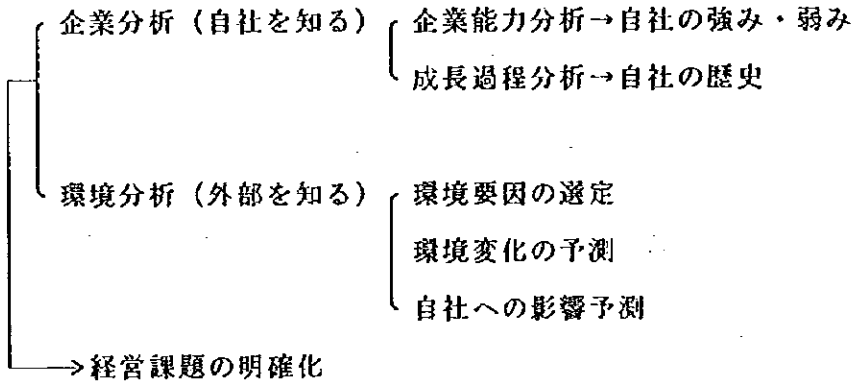 企業分析（自社を知る） 企業能力分析→自社の強み・弱み
成長過程分析→自社の歴史
環境分析（外部を知る） 環境要因の選定
環境変化の予測
自社への影響予測
→経営課題の明確化